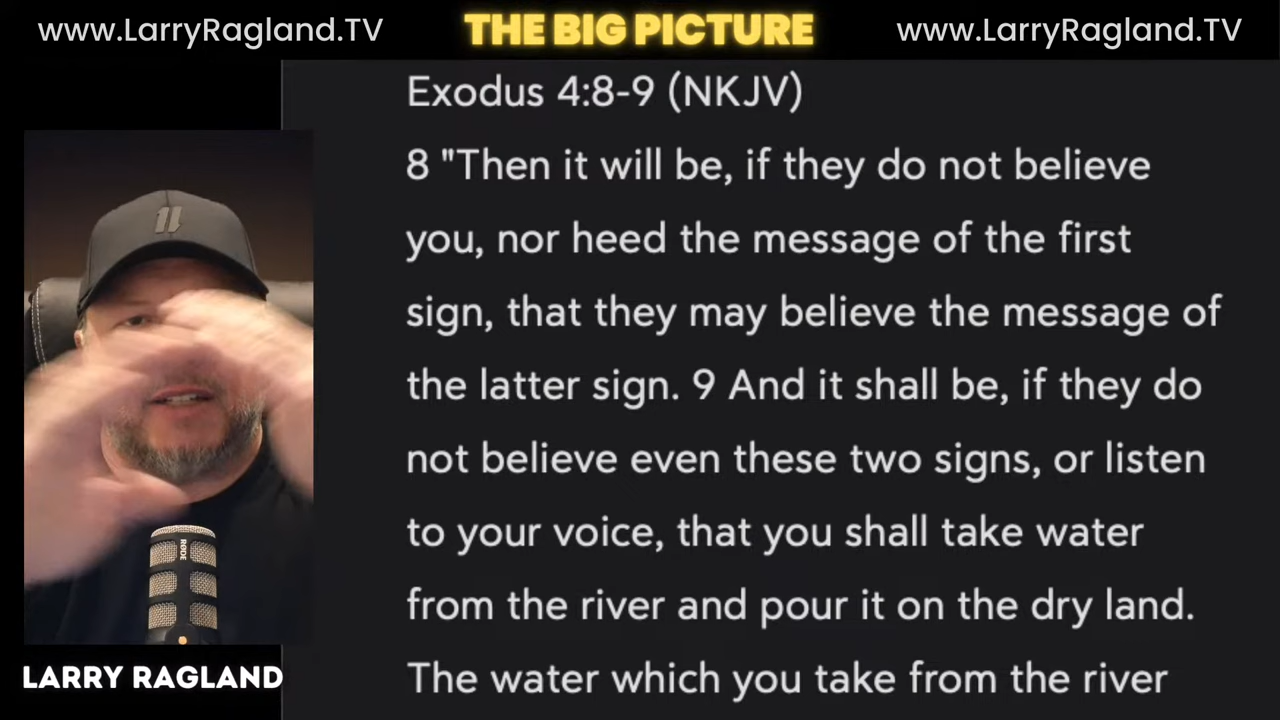 www.LarryRagland.TV
THE BIG PICTURE
www.LarryRagland.TV
Exodus 4:8-9 (NKJV)
8 "Then it will be, if they do not believe
you, nor heed the message of the first
sign, that they may believe the message of
the latter sign. 9 And it shall be, if they do
not believe even these two signs, or listen
to your voice, that you shall take water
from the river and pour it on the dry land.
The water which you take from the river
RODE
LARRY RAGLAND